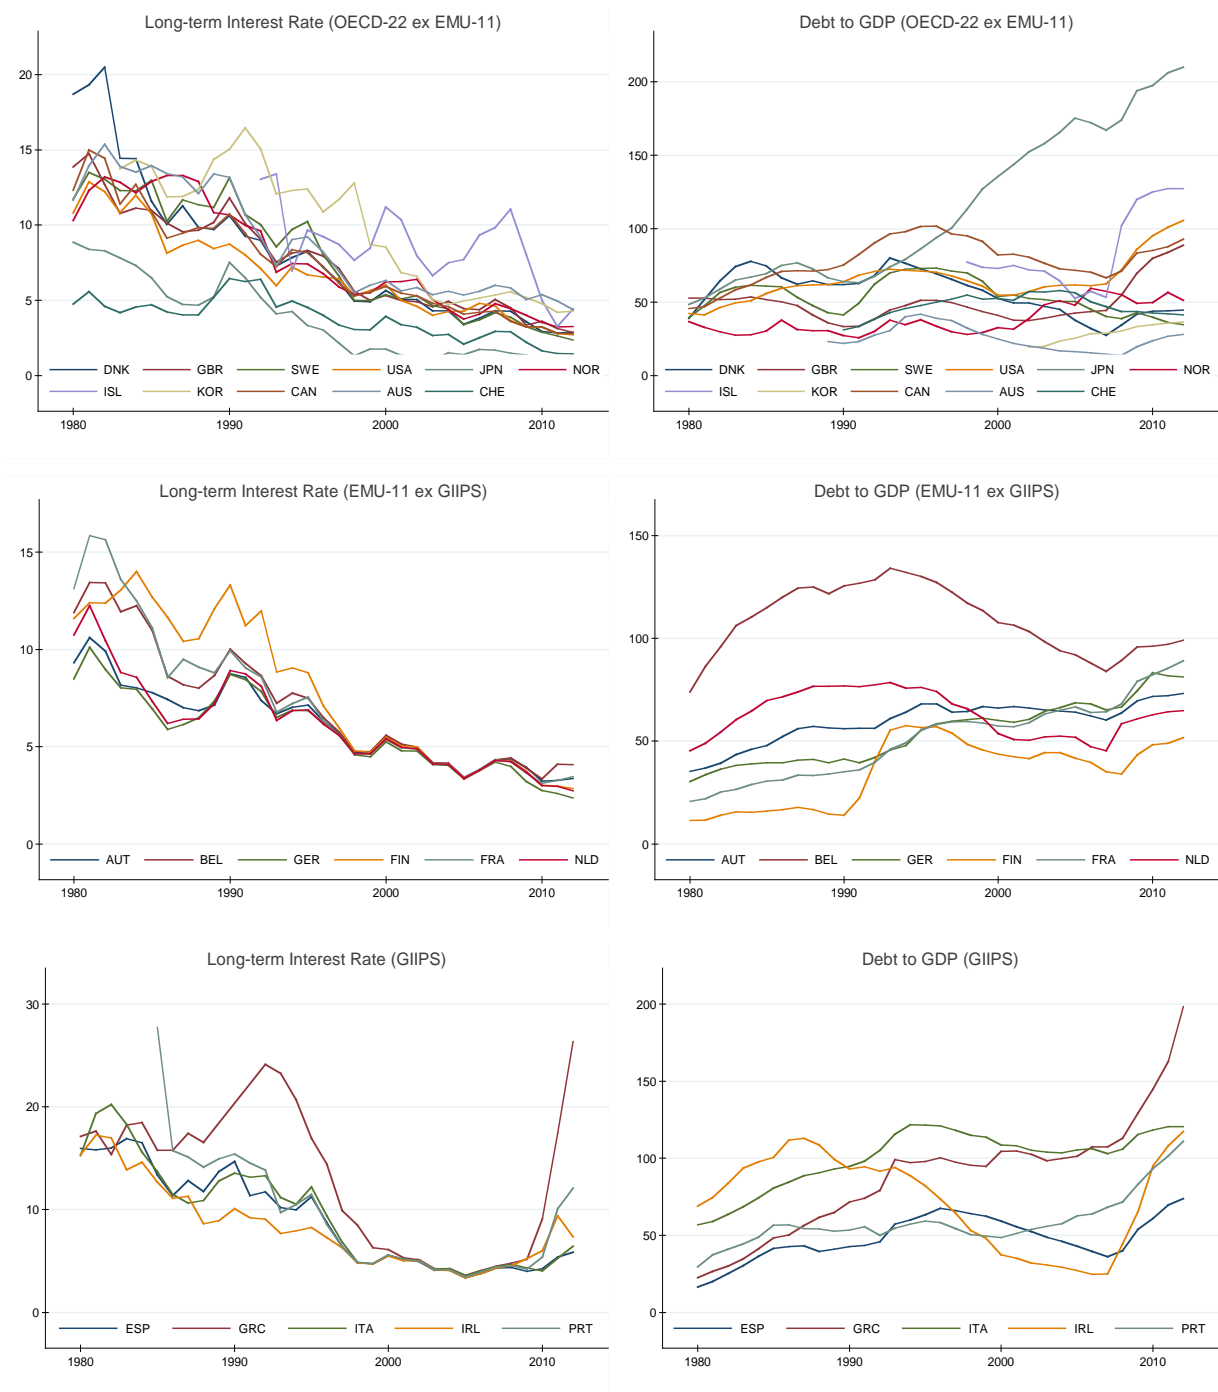 Long-term Interest Rate (OECD-22 ex EMU-11)
20
15
10
5
0
DNK GBR SWE USA JPN NOR
ISL KOR CAN AUS CHE
1980 1990 2000 2010
Debt to GDP (OECD-22 ex EMU-11)
200
150
100
50
0
DNK GBR SWE USA JPN NOR
ISL KOR CAN AUS CHE
1980 1990 2000 2010
Long-term Interest Rate (EMU-11 ex GIIPS)
15
10
5
0
AUT BEL GER FIN FRA NLD
1980 1990 2000 2010
Debt to GDP (EMU-11 ex GIIPS)
150
100
50
0
AUT BEL GER FIN FRA NLD
1980 1990 2000 2010
Long-term Interest Rate (GIIPS)
30
20
10
0
ESP GRC ITA IRL PRT
1980 1990 2000 2010
Debt to GDP (GIIPS)
200
150
100
50
0
ESP GRC ITA IRL PRT
1980 1990 2000 2010